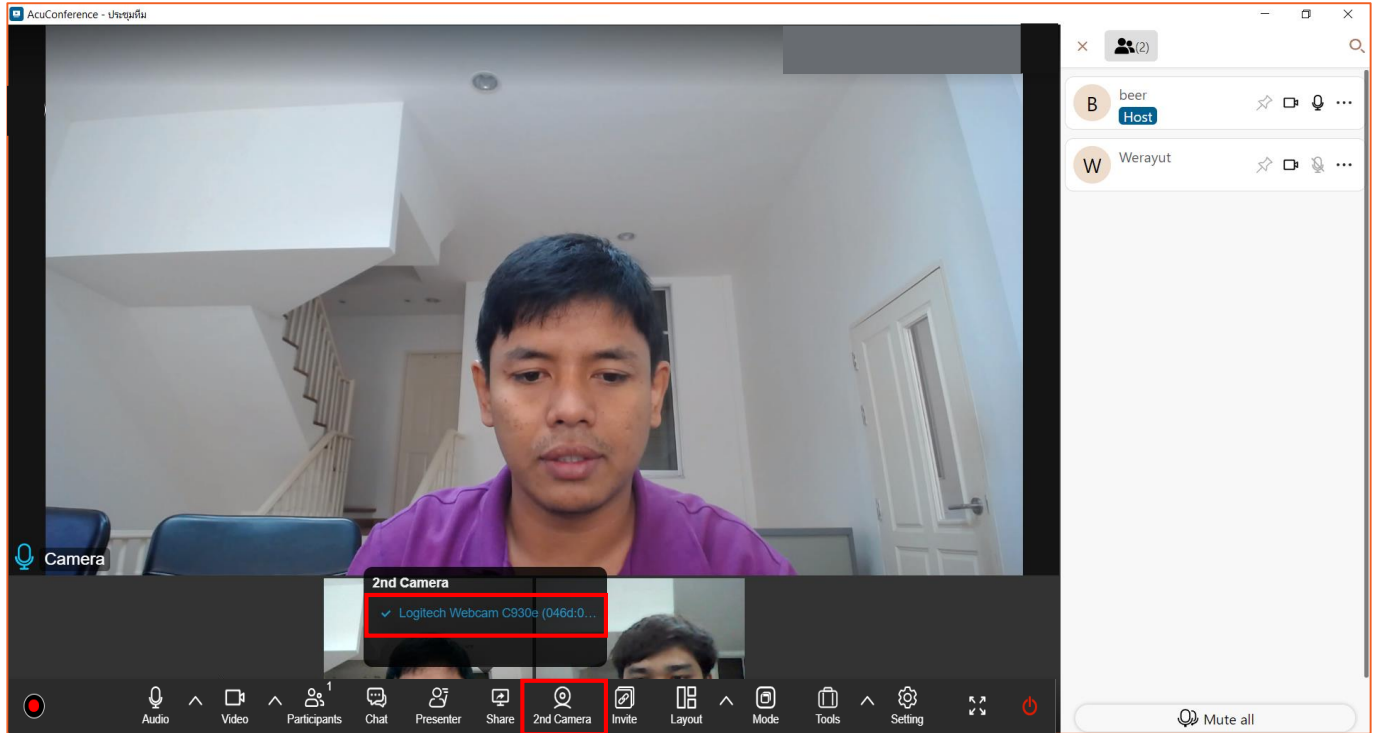 AcuConference - ประชุมทีม
(2)
B
beer
Host
W
Werayut
Camera
2nd Camera
Logitech Webcam C930e (046d:0...
1
Audio
Video
Participants
Chat
Presenter
Share
2nd Camera
Invite
Layout
Mode
Tools
Setting
Mute all